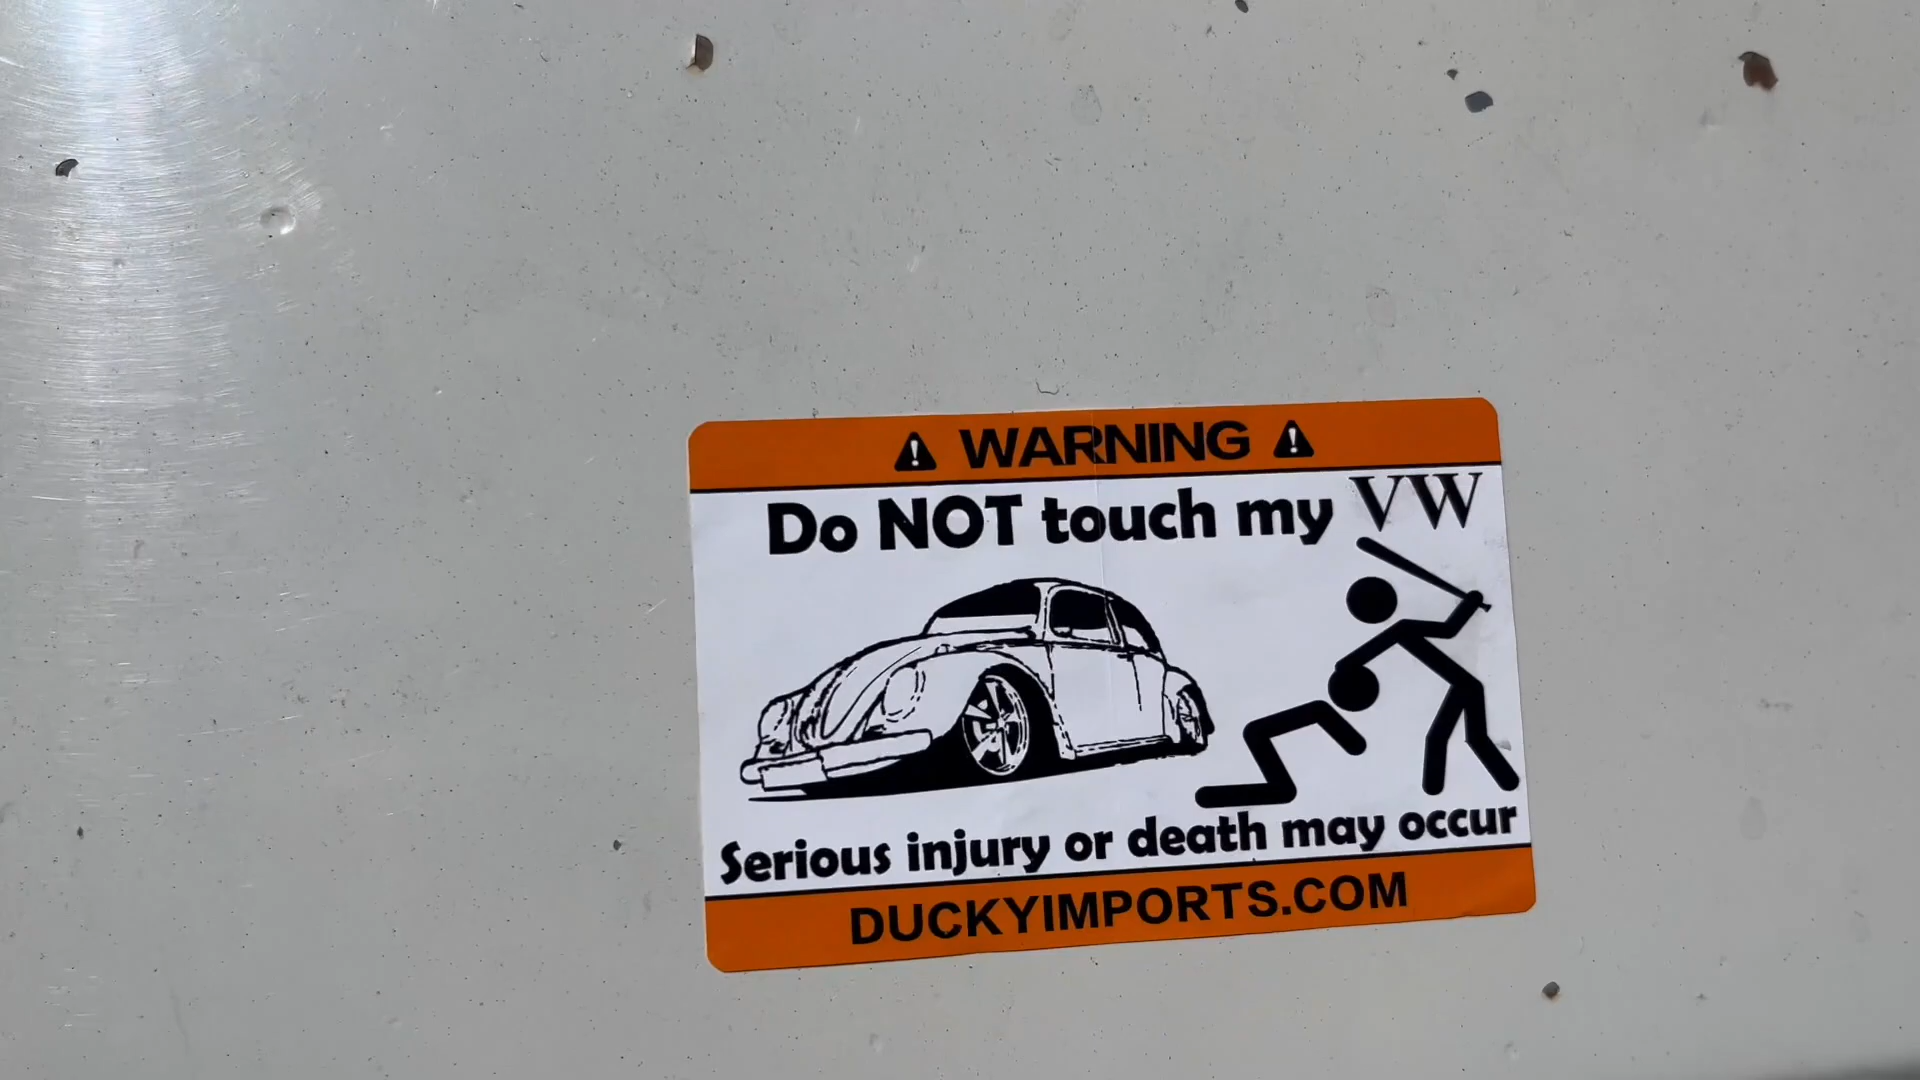 WARNING
Do NOT touch my VW
Serious injury or death may occur
DUCKYIMPORTS.COM